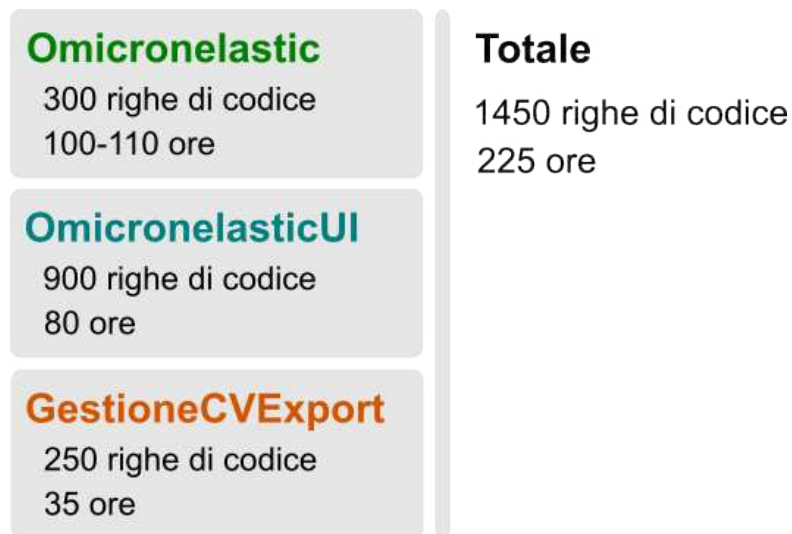 Omicronelastic
300 righe di codice
100-110 ore
OmicronelasticUI
900 righe di codice
80 ore
GestioneCVExport
250 righe di codice
35 ore
Totale
1450 righe di codice
225 ore